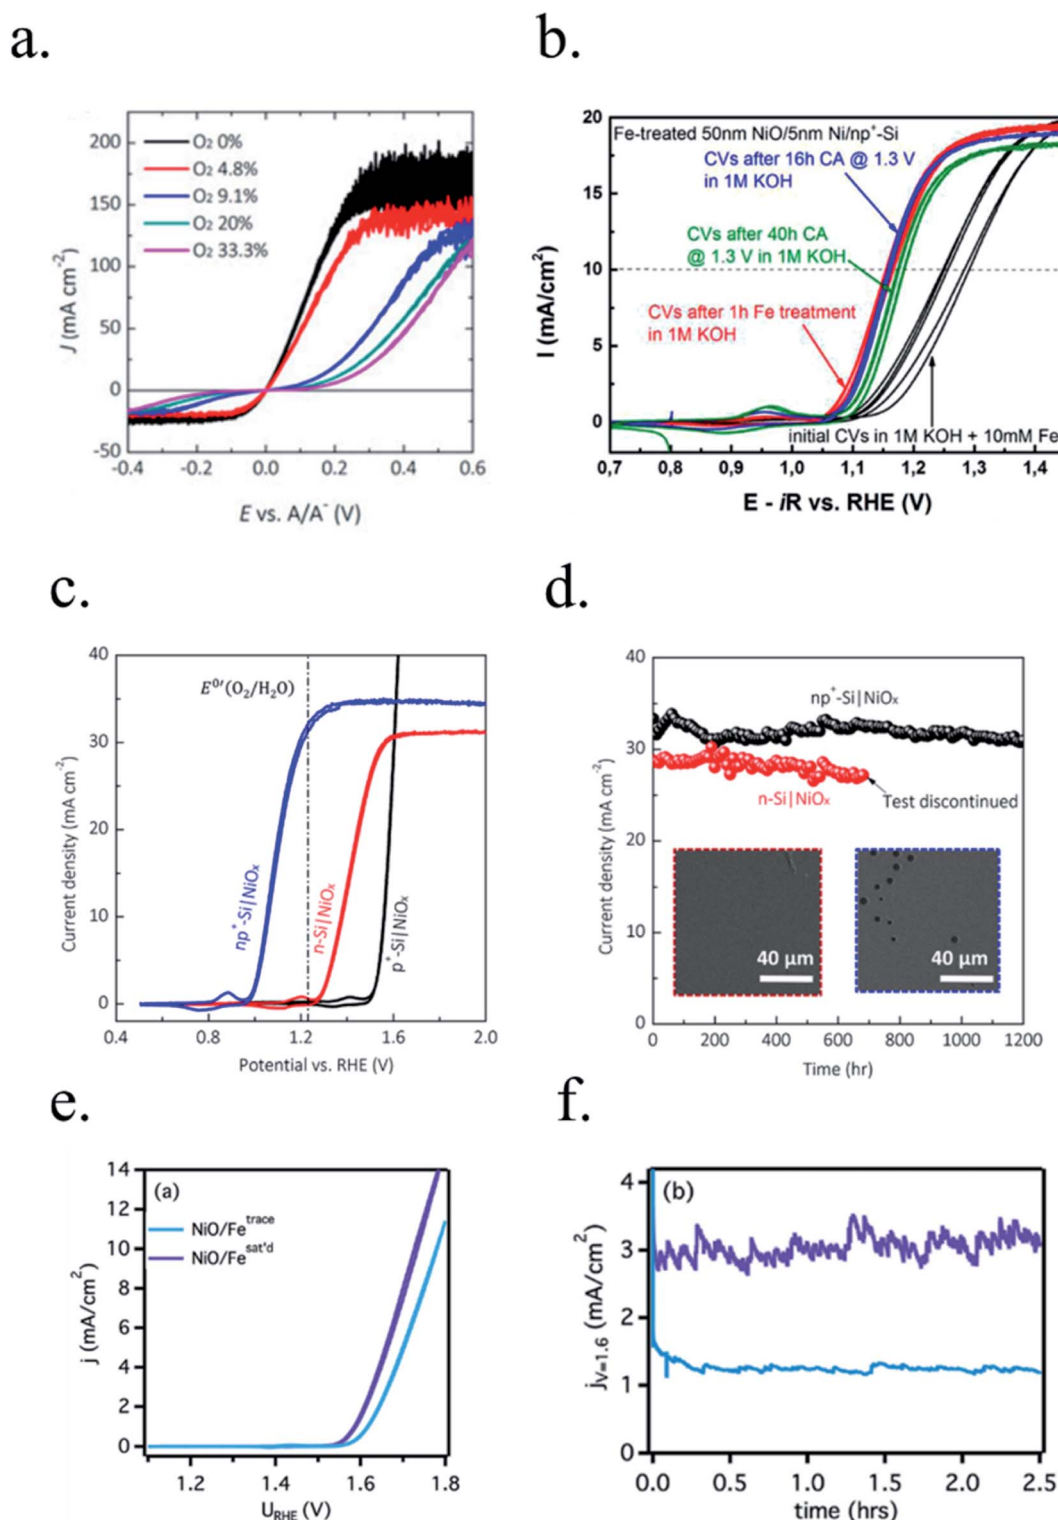 a.
O₂ 0%
O₂ 4.8%
O₂ 9.1%
O₂ 20%
O₂ 33.3%
200
150
100
50
0
-50
J (mA cm⁻²)
-0.4
-0.2
0.0
0.2
0.4
0.6
E vs. A/A⁻ (V)
b.
Fe-treated 50nm NiO/5nm Ni/np⁺-Si
CVs after 16h CA @ 1.3 V
in 1M KOH
CVs after 40h CA
@ 1.3 V in 1M KOH
CVs after 1h Fe treatment
in 1M KOH
initial CVs in 1M KOH + 10mM Fe
20
15
10
5
0
I (mA/cm²)
0,7
0,8
0,9
1,0
1,1
1,2
1,3
1,4
E - iR vs. RHE (V)
c.
40
30
20
10
0
Current density (mA cm⁻²)
E⁰′(O₂/H₂O)
np⁺-Si|NiOₓ
n-Si|NiOₓ
p⁺-Si|NiOₓ
0.4
0.8
1.2
1.6
2.0
Potential vs. RHE (V)
d.
40
30
20
10
0
Current density (mA cm⁻²)
np⁺-Si|NiOₓ
n-Si|NiOₓ
Test discontinued
40 μm
40 μm
0
200
400
600
800
1000
1200
Time (hr)
e.
(a)
NiO/Fe^trace
NiO/Fe^sat'd
14
12
10
8
6
4
2
0
j (mA/cm²)
1.2
1.4
1.6
1.8
U_RHE (V)
f.
(b)
4
3
2
1
0
j_V=1.6 (mA/cm²)
0.0
0.5
1.0
1.5
2.0
2.5
time (hrs)